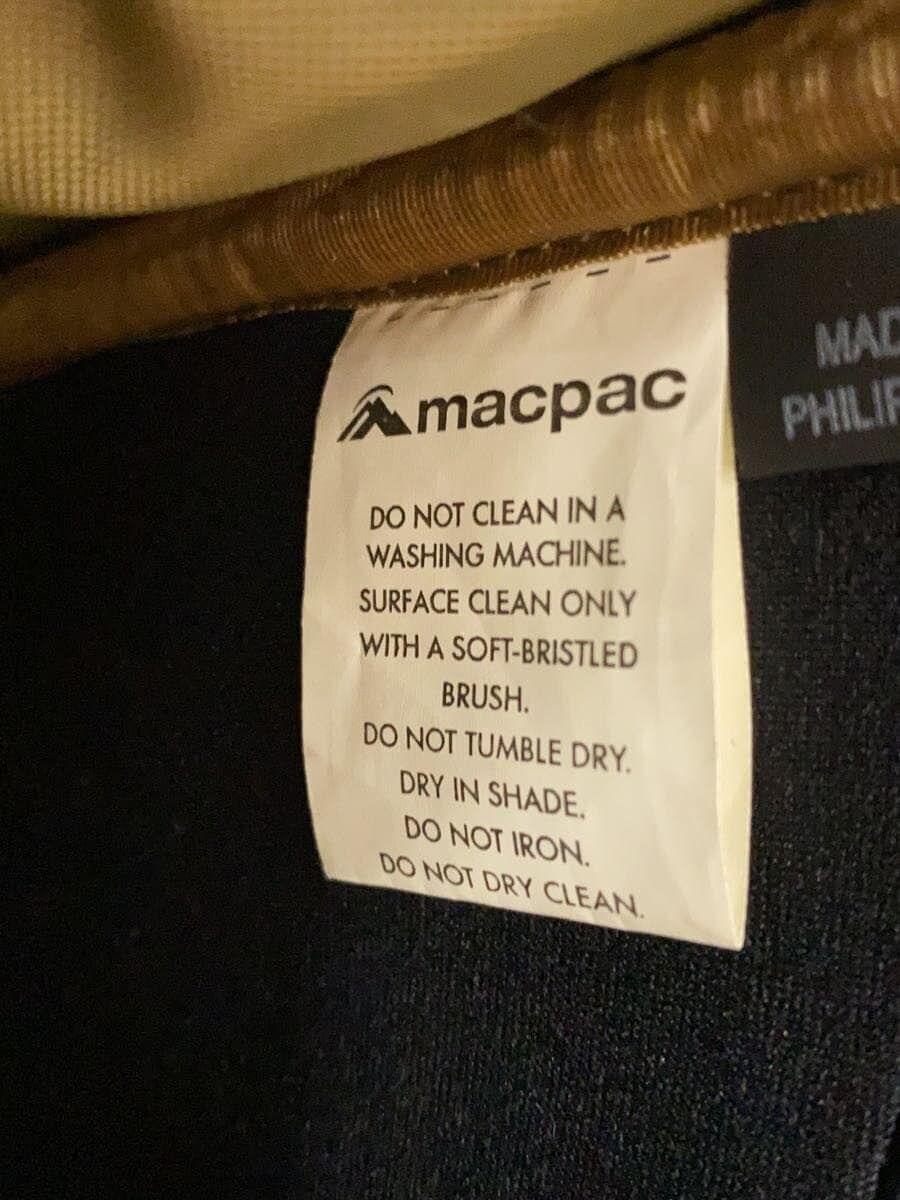 macpac
DO NOT CLEAN IN A
WASHING MACHINE.
SURFACE CLEAN ONLY
WITH A SOFT-BRISTLED
BRUSH.
DO NOT TUMBLE DRY.
DRY IN SHADE.
DO NOT IRON.
DO NOT DRY CLEAN.